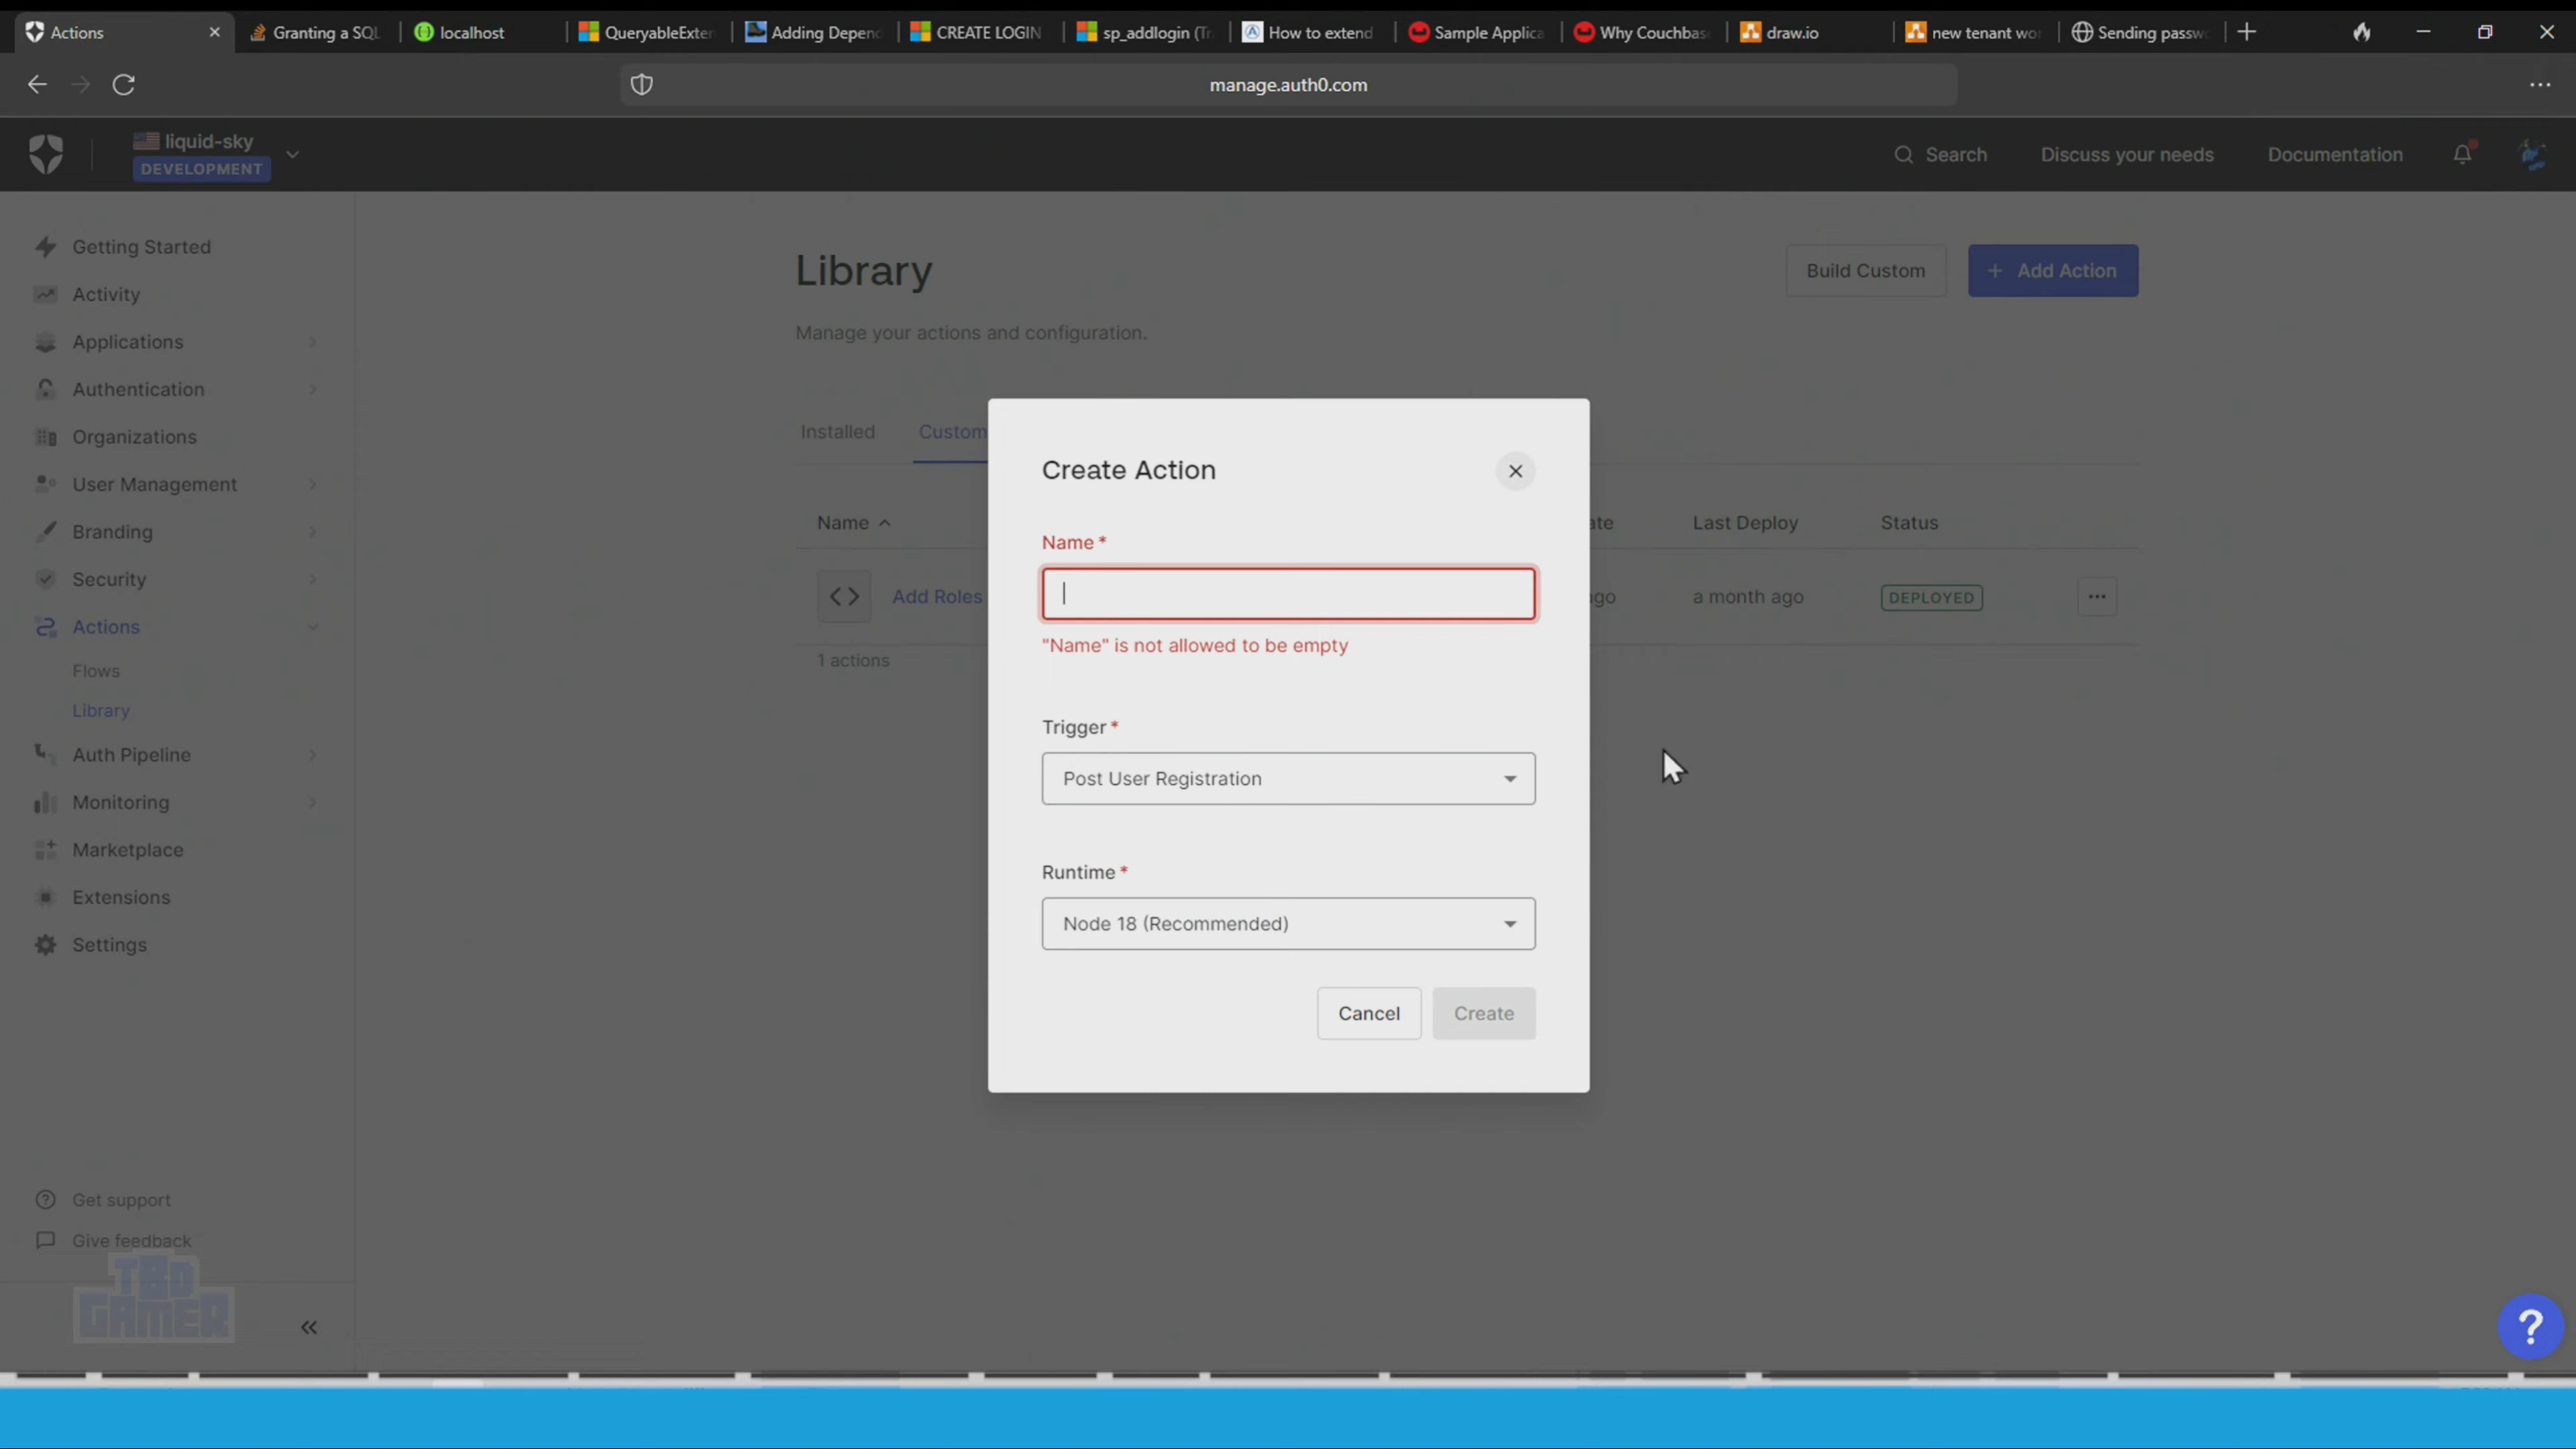 Actions
Granting a SQL
localhost
QueryableExten
Adding Depend
CREATE LOGIN
sp_addlogin (Tr
How to extend
Sample Applica
Why Couchbas
draw.io
new tenant wo
Sending passwo
manage.auth0.com
liquid-sky
DEVELOPMENT
Search
Discuss your needs
Documentation
Getting Started
Activity
Applications
Authentication
Organizations
User Management
Branding
Security
Actions
Flows
Library
Auth Pipeline
Monitoring
Marketplace
Extensions
Settings
Get support
Give feedback
TBD
GAMER
Library
Build Custom
+ Add Action
Manage your actions and configuration.
Installed
Custom
Name
ate
Last Deploy
Status
Add Roles
ago
a month ago
DEPLOYED
1 actions
Create Action
Name *
"Name" is not allowed to be empty
Trigger *
Post User Registration
Runtime *
Node 18 (Recommended)
Cancel
Create
?